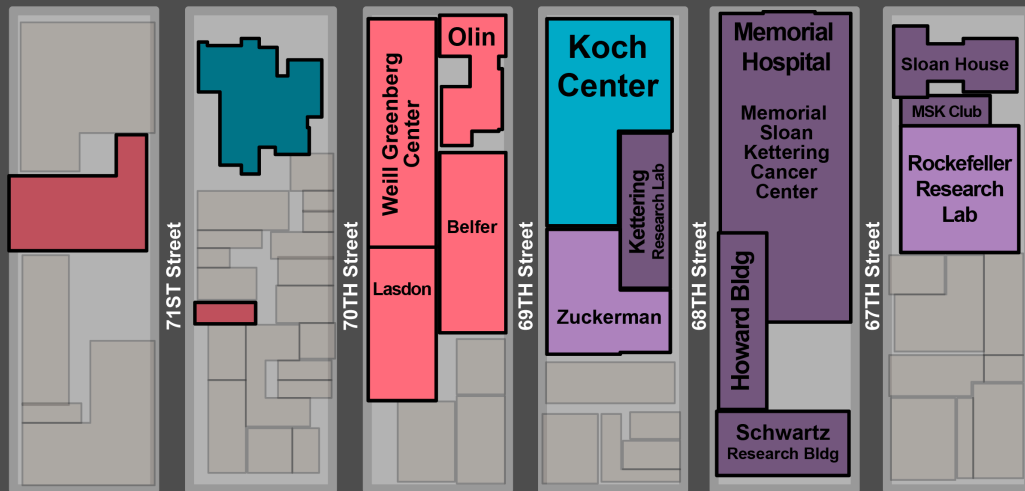 71ST Street
70TH Street
Weill Greenberg
Center
Lasdon
Olin
Belfer
69TH Street
Koch
Center
Kettering
Research Lab
Zuckerman
68TH Street
Memorial
Hospital
Memorial
Sloan
Kettering
Cancer
Center
Howard Bldg
Schwartz
Research Bldg
67TH Street
Sloan House
MSK Club
Rockefeller
Research
Lab